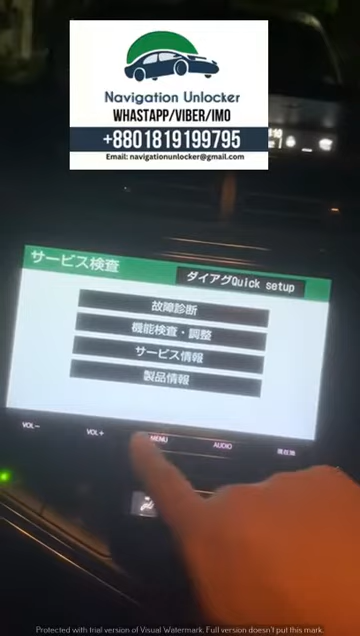 Navigation Unlocker
WHASTAPP/VIBER/IMO
+8801819199795
Email: navigationunlocker@gmail.com
サービス検査
ダイアグQuick setup
故障診断
機能検査・調整
サービス情報
製品情報
VOL−
VOL+
MENU
AUDIO
現在地
Protected with trial version of Visual Watermark. Full version doesn't put this mark.